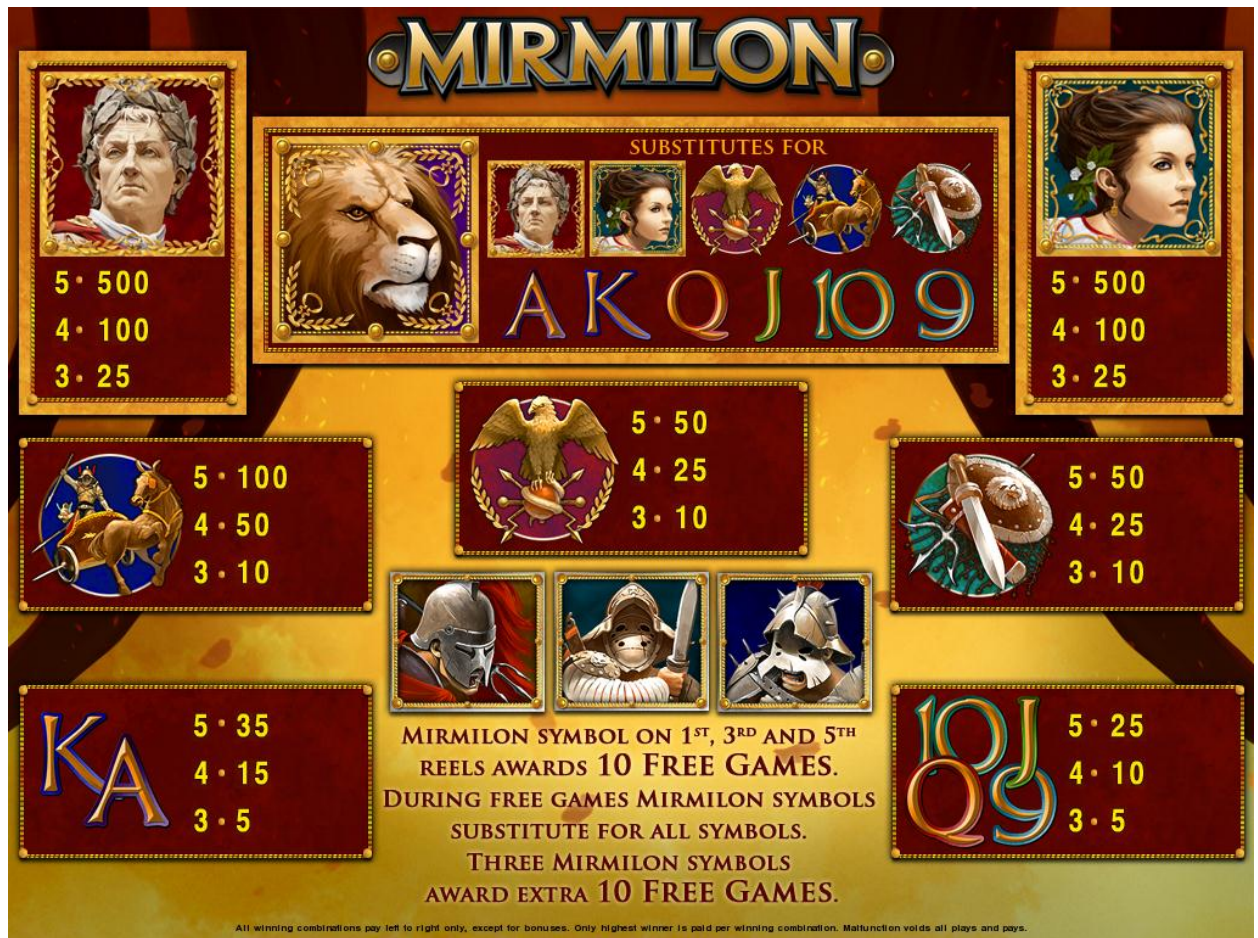 MIRMILON
SUBSTITUTES FOR
A K Q J 10 9
5 • 500
4 • 100
3 • 25
5 • 500
4 • 100
3 • 25
5 • 50
4 • 25
3 • 10
5 • 100
4 • 50
3 • 10
5 • 50
4 • 25
3 • 10
K A
5 • 35
4 • 15
3 • 5
10 J
Q 9
5 • 25
4 • 10
3 • 5
MIRMILON SYMBOL ON 1ST, 3RD AND 5TH
REELS AWARDS 10 FREE GAMES.
DURING FREE GAMES MIRMILON SYMBOLS
SUBSTITUTE FOR ALL SYMBOLS.
THREE MIRMILON SYMBOLS
AWARD EXTRA 10 FREE GAMES.
All winning combinations pay left to right only, except for bonuses. Only highest winner is paid per winning combination. Malfunction voids all plays and pays.